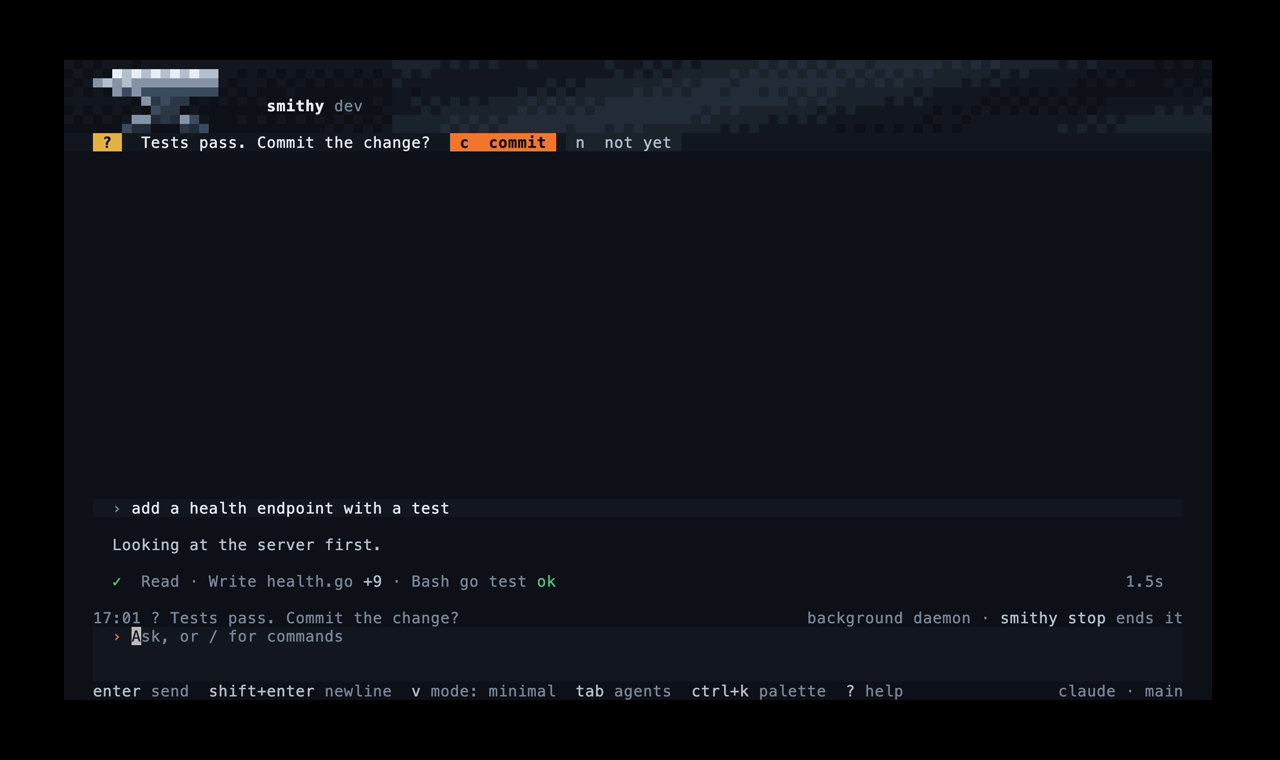 smithy dev
? Tests pass. Commit the change? c commit n not yet
› add a health endpoint with a test
Looking at the server first.
✓ Read · Write health.go +9 · Bash go test ok 1.5s
17:01 ? Tests pass. Commit the change? background daemon · smithy stop ends it
› Ask, or / for commands
enter send shift+enter newline v mode: minimal tab agents ctrl+k palette ? help claude · main